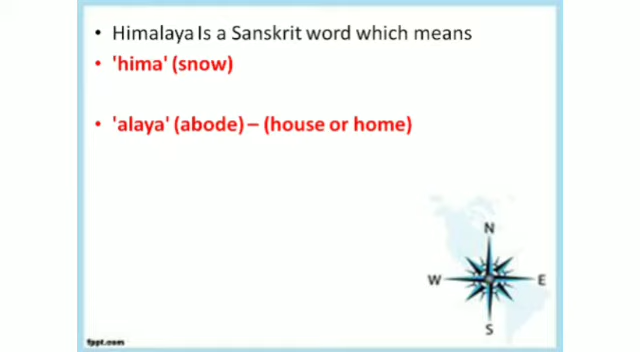 • Himalaya Is a Sanskrit word which means
• 'hima' (snow)
• 'alaya' (abode) – (house or home)
N
W E
S
fppt.com